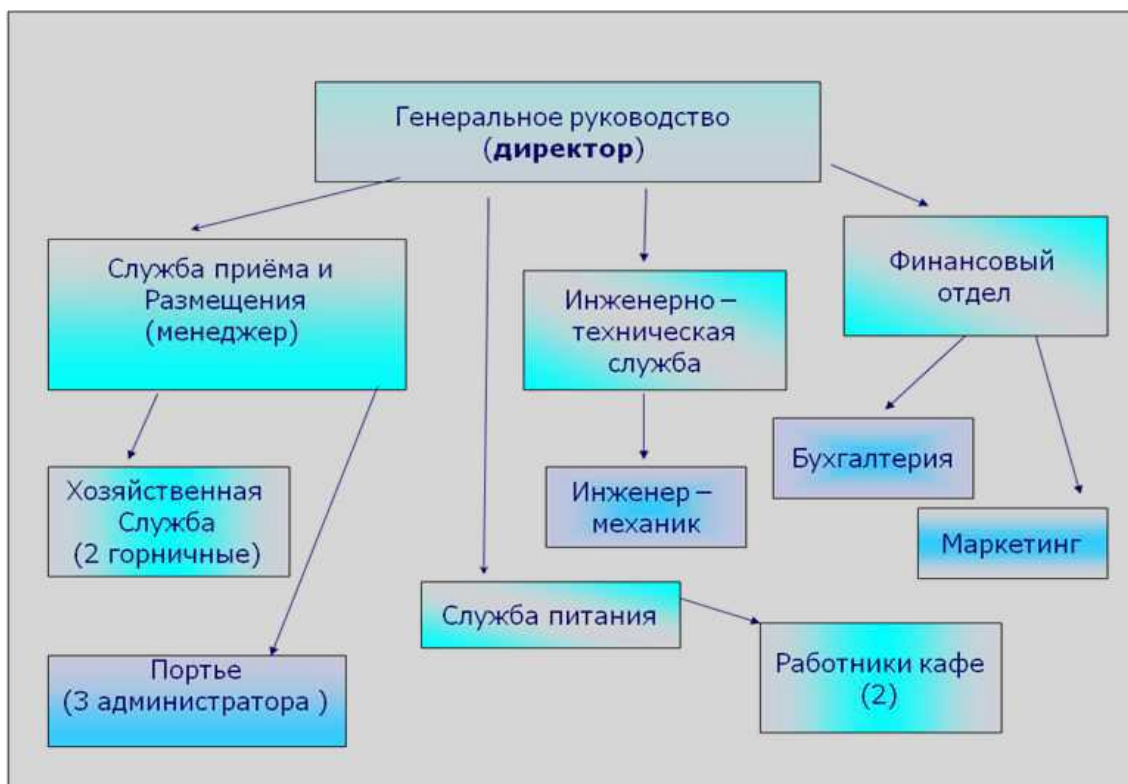 Генеральное руководство
(директор)
Служба приёма и
Размещения
(менеджер)
Инженерно –
техническая
служба
Финансовый
отдел
Хозяйственная
Служба
(2 горничные)
Инженер –
механик
Бухгалтерия
Маркетинг
Служба питания
Портье
(3 администратора )
Работники кафе
(2)